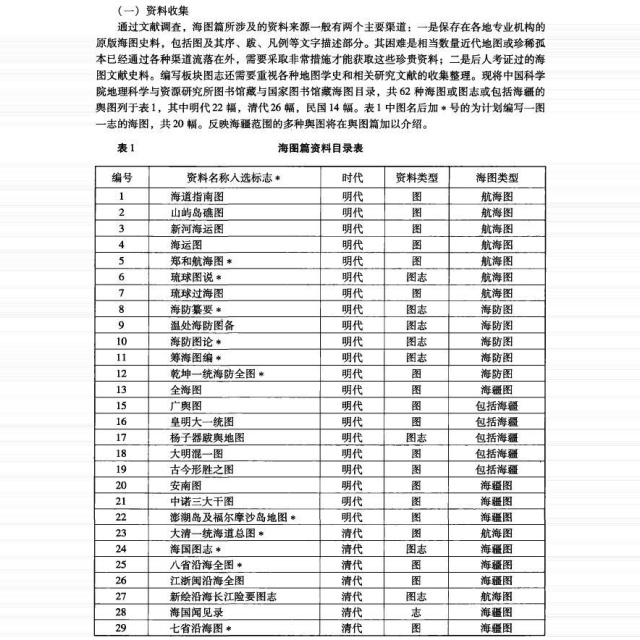 （一）资料收集
通过文献调查，海图篇所涉及的资料来源一般有两个主要渠道：一是保存在各地专业机构的
原版海图史料，包括图及其序、跋、凡例等文字描述部分。其困难是相当数量近代地图或珍稀孤
本已经通过各种渠道流落在外，需要采取非常措施才能获取这些珍贵资料；二是后人考证过的海
图文献史料。编写板块图志还需要重视各种地图学史和相关研究文献的收集整理。现将中国科学
院地理科学与资源研究所图书馆与国家图书馆藏海图目录，共 62 种海图或图志或包括海疆的
舆图列于表1，其中明代 22 幅，清代 26 幅，民国 14 幅。表1 中图名后加 * 号的为计划编写一图
一志的海图，共 20 幅。反映海疆范围的多种舆图将在舆图篇加以介绍。
表 1 海图篇资料目录表
编号 资料名称入选标志 * 时代 资料类型 海图类型
1 海道指南图 明代 图 航海图
2 山屿岛礁图 明代 图 航海图
3 新河海运图 明代 图 航海图
4 海运图 明代 图 航海图
5 郑和航海图 * 明代 图 航海图
6 琉球图说 * 明代 图志 航海图
7 琉球过海图 明代 图 航海图
8 海防纂要 * 明代 图志 海防图
9 温处海防图备 明代 图志 海防图
10 海防图论 * 明代 图志 海防图
11 筹海图编 * 明代 图志 海防图
12 乾坤一统海防全图 * 明代 图 海防图
13 全海图 明代 图 海疆图
15 广舆图 明代 图 包括海疆
16 皇明大一统图 明代 图 包括海疆
17 杨子器跋舆地图 明代 图志 包括海疆
18 大明混一图 明代 图 包括海疆
19 古今形胜之图 明代 图 包括海疆
20 安南图 明代 图 海疆图
21 中诺三大干图 明代 图 海疆图
22 澎湖岛及福尔摩沙岛地图 * 明代 图 海疆图
23 大清一统海道总图 * 清代 图 航海图
24 海国图志 * 清代 图志 海疆图
25 八省沿海全图 * 清代 图 海疆图
26 江浙闽沿海全图 清代 图 海疆图
27 新绘沿海长江险要图志 清代 图志 航海图
28 海国闻见录 清代 志 海疆图
29 七省沿海图 * 清代 图 海疆图